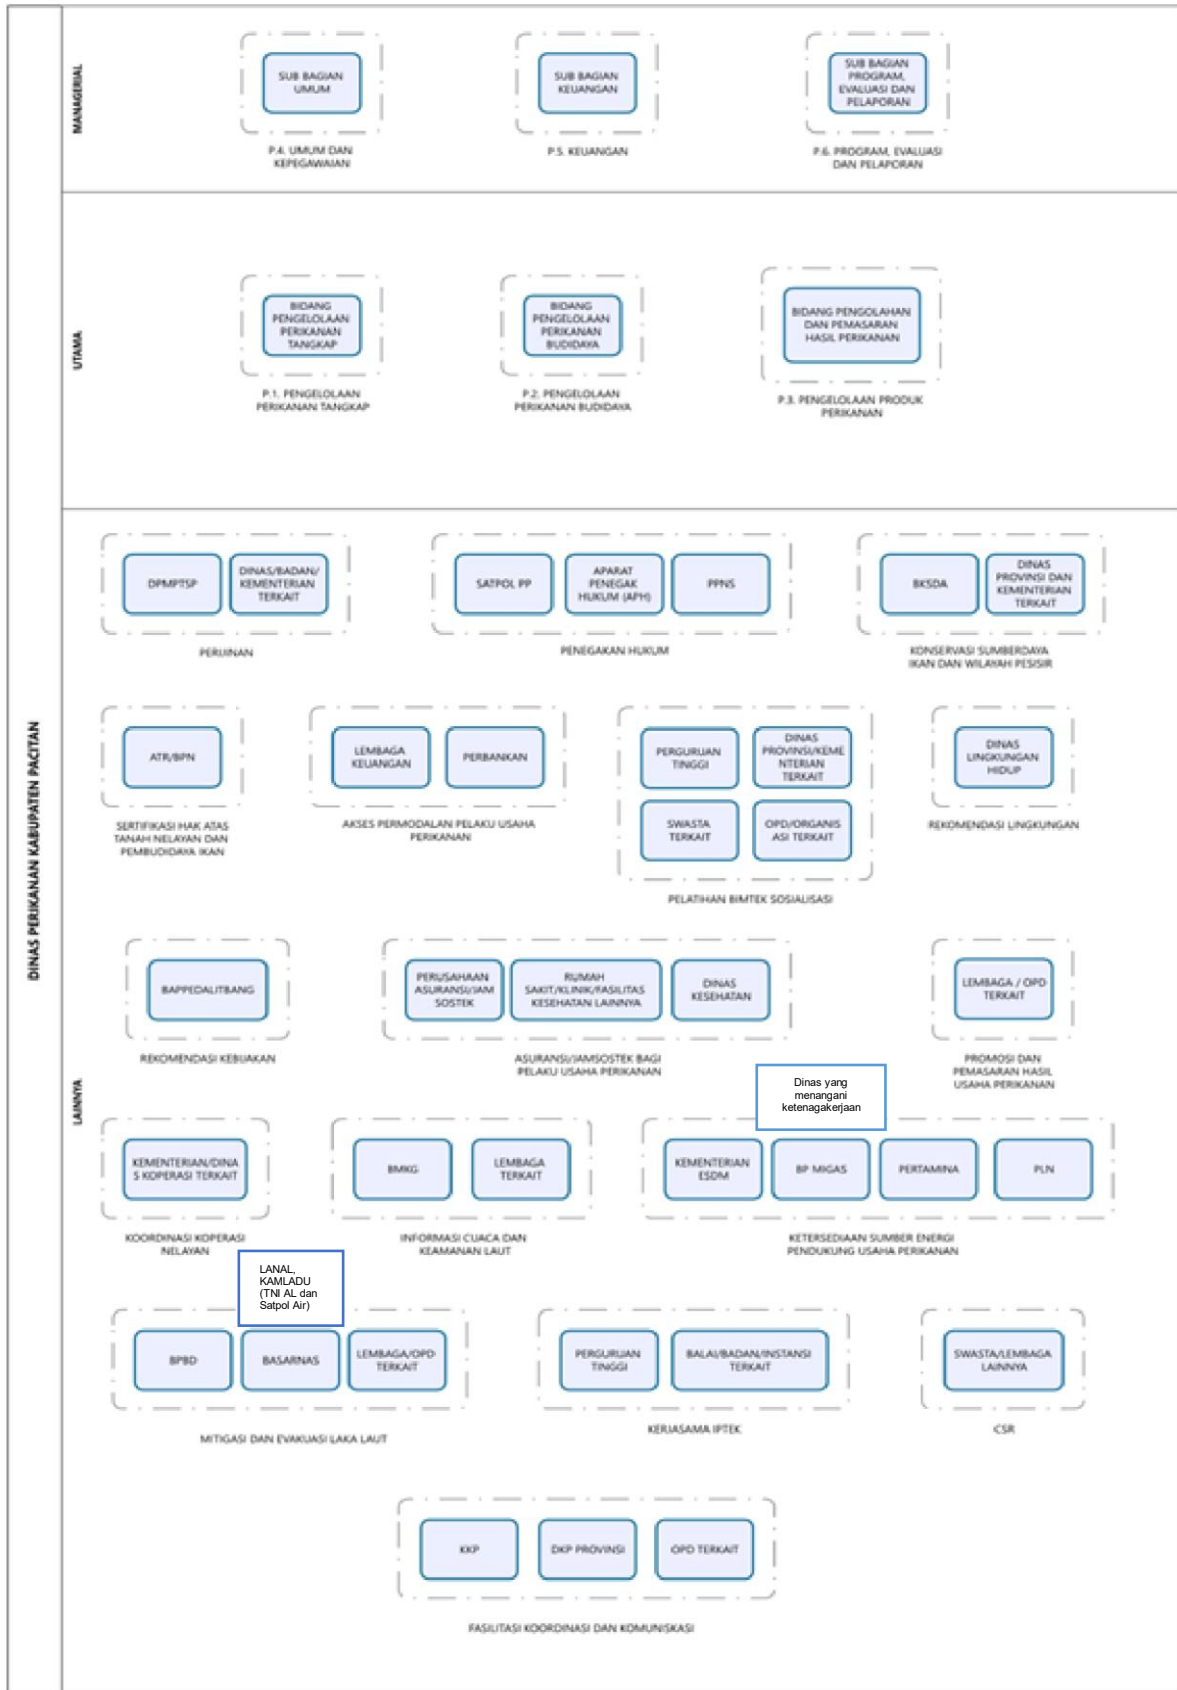 DINAS PERIKANAN KABUPATEN PACITAN
MANAGERIAL
SUB BAGIAN
UMUM
P.4. UMUM DAN
KEPEGAWAIAN
SUB BAGIAN
KEUANGAN
P.5. KEUANGAN
SUB BAGIAN
PROGRAM,
EVALUASI DAN
PELAPORAN
P.6. PROGRAM, EVALUASI
DAN PELAPORAN
UTAMA
BIDANG
PENGELOLAAN
PERIKANAN
TANGKAP
P.1. PENGELOLAAN
PERIKANAN TANGKAP
BIDANG
PENGELOLAAN
PERIKANAN
BUDIDAYA
P.2. PENGELOLAAN
PERIKANAN BUDIDAYA
BIDANG PENGOLAHAN
DAN PEMASARAN
HASIL PERIKANAN
P.3. PENGELOLAAN PRODUK
PERIKANAN
LAINNYA
DPMPTSP
DINAS/BADAN/
KEMENTERIAN
TERKAIT
PERIJINAN
SATPOL PP
APARAT
PENEGAK
HUKUM (APH)
PPNS
PENEGAKAN HUKUM
BKSDA
DINAS
PROVINSI DAN
KEMENTERIAN
TERKAIT
KONSERVASI SUMBERDAYA
IKAN DAN WILAYAH PESISIR
ATR/BPN
SERTIFIKASI HAK ATAS
TANAH NELAYAN DAN
PEMBUDIDAYA IKAN
LEMBAGA
KEUANGAN
PERBANKAN
AKSES PERMODALAN PELAKU USAHA
PERIKANAN
PERGURUAN
TINGGI
DINAS
PROVINSI/KEME
NTERIAN
TERKAIT
SWASTA
TERKAIT
OPD/ORGANIS
ASI TERKAIT
PELATIHAN BIMTEK SOSIALISASI
DINAS
LINGKUNGAN
HIDUP
REKOMENDASI LINGKUNGAN
BAPPEDALITBANG
REKOMENDASI KEBIJAKAN
PERUSAHAAN
ASURANSI/JAM
SOSTEK
RUMAH
SAKIT/KLINIK/FASILITAS
KESEHATAN LAINNYA
DINAS
KESEHATAN
ASURANSI/JAMSOSTEK BAGI
PELAKU USAHA PERIKANAN
LEMBAGA / OPD
TERKAIT
PROMOSI DAN
PEMASARAN HASIL
USAHA PERIKANAN
Dinas yang
menangani
ketenagakerjaan
KEMENTERIAN/DINA
S KOPERASI TERKAIT
KOORDINASI KOPERASI
NELAYAN
BMKG
LEMBAGA
TERKAIT
INFORMASI CUACA DAN
KEAMANAN LAUT
KEMENTERIAN
ESDM
BP MIGAS
PERTAMINA
PLN
KETERSEDIAAN SUMBER ENERGI
PENDUKUNG USAHA PERIKANAN
LANAL,
KAMLADU
(TNI AL dan
Satpol Air)
BPBD
BASARNAS
LEMBAGA/OPD
TERKAIT
MITIGASI DAN EVAKUASI LAKA LAUT
PERGURUAN
TINGGI
BALAI/BADAN/INSTANSI
TERKAIT
KERJASAMA IPTEK
SWASTA/LEMBAGA
LAINNYA
CSR
KKP
DKP PROVINSI
OPD TERKAIT
FASILITASI KOORDINASI DAN KOMUNISKASI